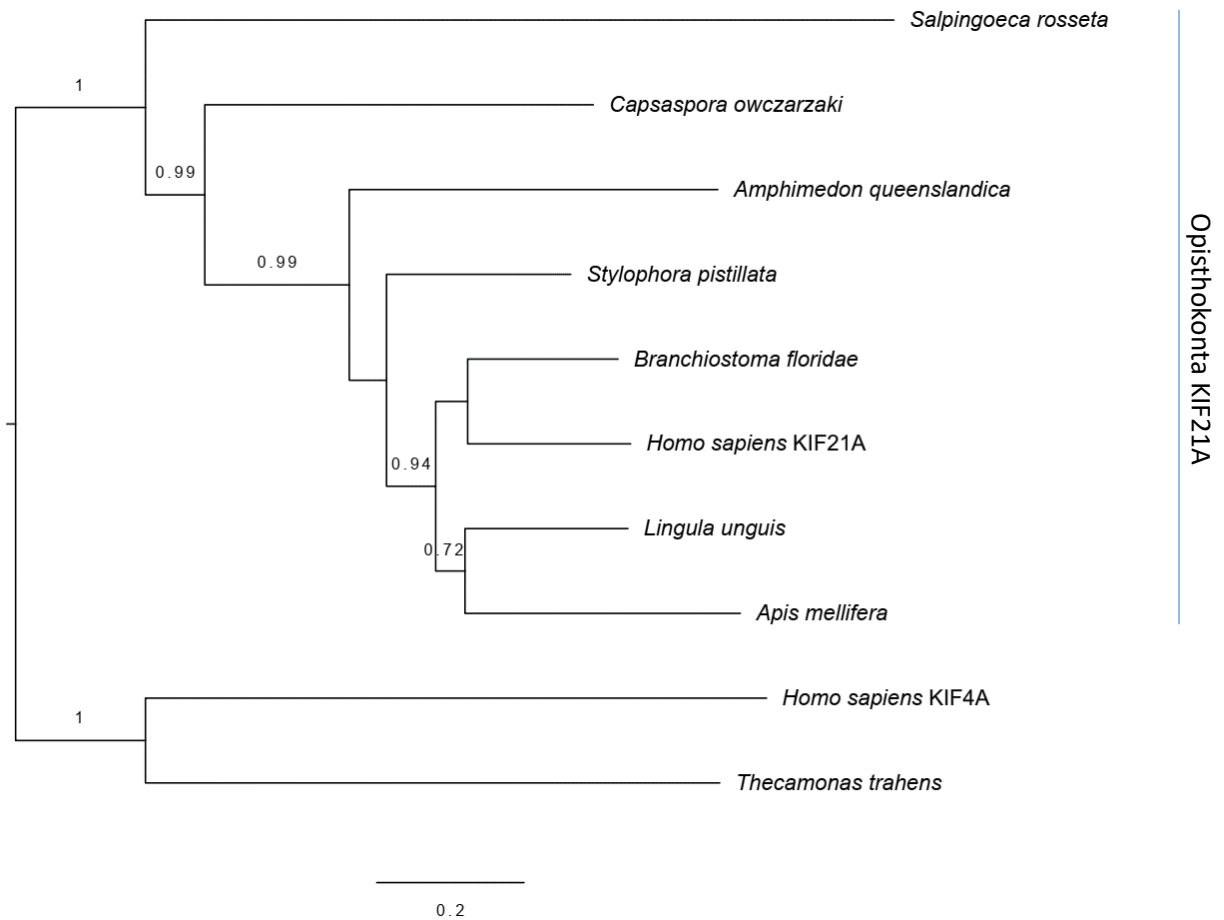 Salpingoeca rosseta
1
Capsaspora owczarzaki
0.99
Amphimedon queenslandica
0.99
Stylophora pistillata
Branchiostoma floridae
Homo sapiens KIF21A
0.94
Lingula unguis
0.72
Apis mellifera
Opisthokonta KIF21A
Homo sapiens KIF4A
1
Thecamonas trahens
0.2